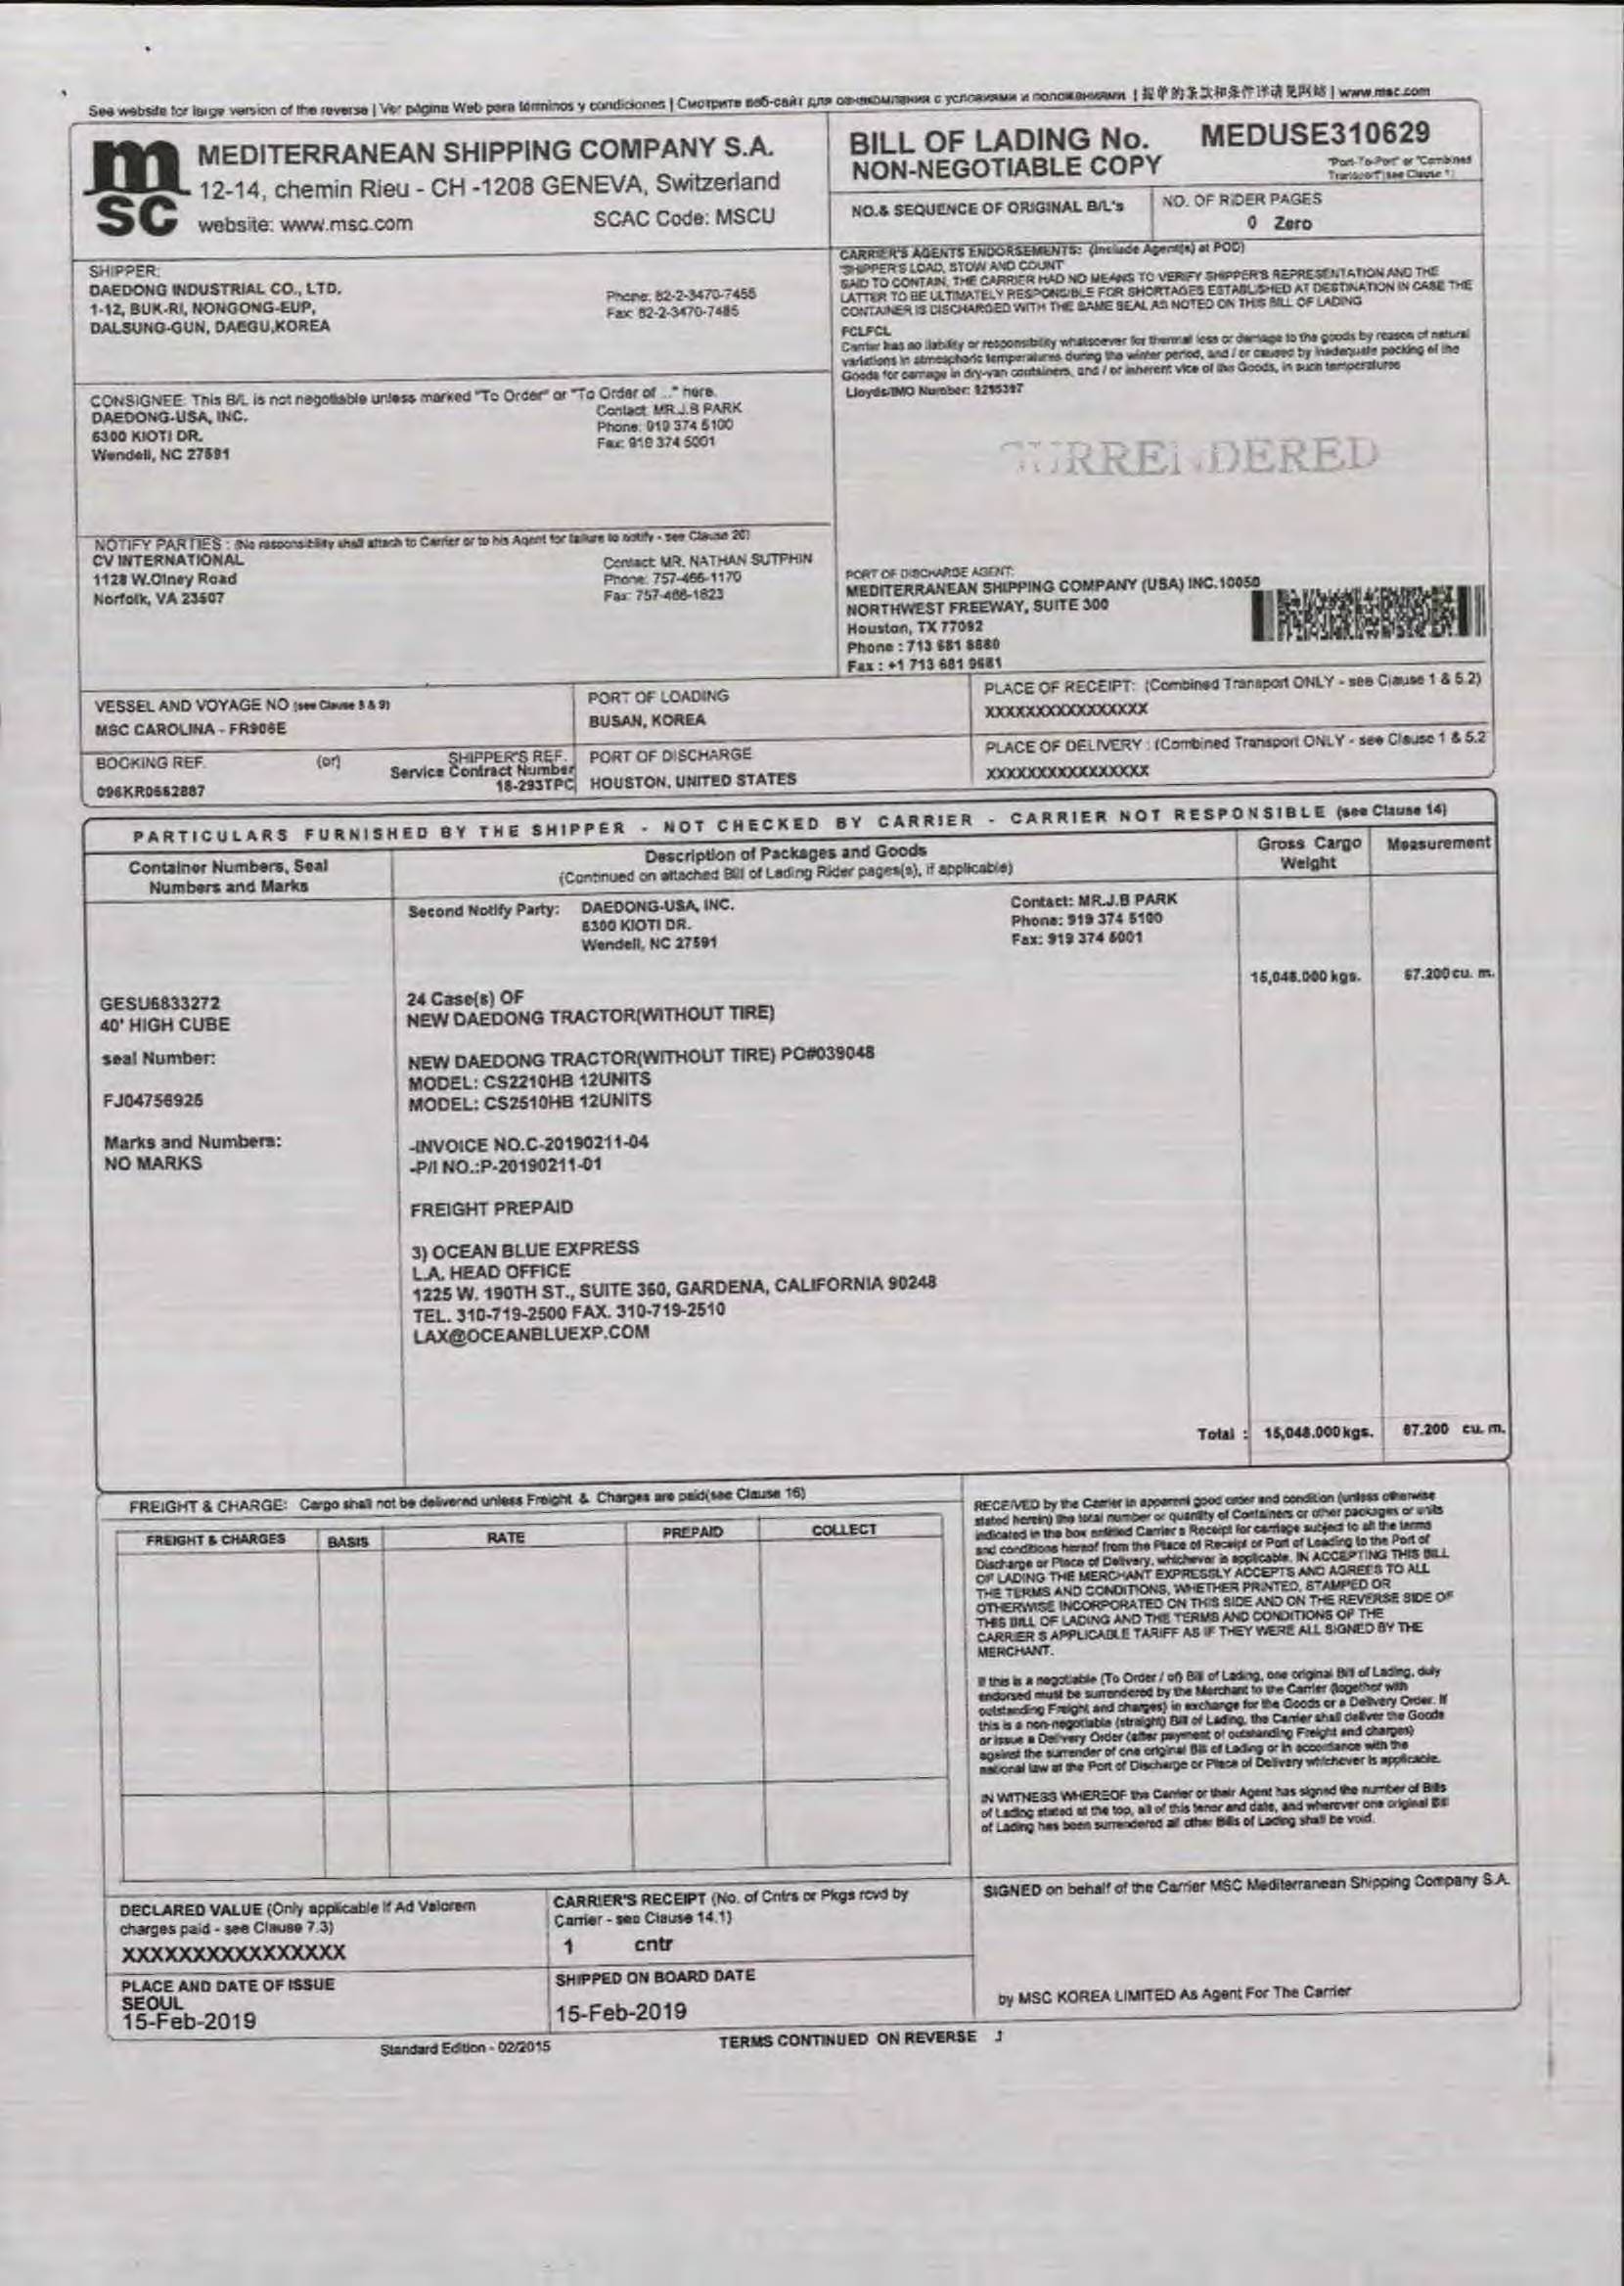 See website for large version of the reverse | Ver página Web para términos y condiciones | Смотрите веб-сайт для ознакомления с условиями и положениями | 提单的条款和条件详请见网站 | www.msc.com
m
SC
MEDITERRANEAN SHIPPING COMPANY S.A.
12-14, chemin Rieu - CH -1208 GENEVA, Switzerland
website: www.msc.com SCAC Code: MSCU
BILL OF LADING No. MEDUSE310629
NON-NEGOTIABLE COPY
"Port-To-Port" or "Combined
Transport" (see Clause 1)
NO.& SEQUENCE OF ORIGINAL B/L's
NO. OF RIDER PAGES
0 Zero
SHIPPER:
DAEDONG INDUSTRIAL CO., LTD.
1-12, BUK-RI, NONGONG-EUP,
DALSUNG-GUN, DAEGU,KOREA
Phone: 82-2-3470-7455
Fax: 82-2-3470-7485
CARRIER'S AGENTS ENDORSEMENTS: (Include Agent(s) at POD)
"SHIPPER'S LOAD, STOW AND COUNT
SAID TO CONTAIN, THE CARRIER HAD NO MEANS TO VERIFY SHIPPER'S REPRESENTATION AND THE
LATTER TO BE ULTIMATELY RESPONCIBLE FOR SHORTAGES ESTABLISHED AT DESTINATION IN CASE THE
CONTAINER IS DISCHARGED WITH THE SAME SEAL AS NOTED ON THIS BILL OF LADING
FCLFCL
Carrier has no liability or responsibility whatsoever for thermal loss or damage to the goods by reason of natural
variations in atmospheric temperatures during the winter period, and / or caused by inadequate packing of the
Goods for carriage in dry-van containers, and / or inherent vice of the Goods, in such temperatures
Lloyds/IMO Number: 9295397
CONSIGNEE: This B/L is not negotiable unless marked "To Order" or "To Order of ..." here.
DAEDONG-USA, INC.
6300 KIOTI DR.
Wendell, NC 27591
Contact: MR.J.B PARK
Phone: 919 374 5100
Fax: 919 374 5001
SURRENDERED
NOTIFY PARTIES : (No responsibility shall attach to Carrier or to his Agent for failure to notify - see Clause 20)
CV INTERNATIONAL
1128 W.Olney Road
Norfolk, VA 23507
Contact: MR. NATHAN SUTPHIN
Phone: 757-466-1170
Fax: 757-466-1823
PORT OF DISCHARGE AGENT:
MEDITERRANEAN SHIPPING COMPANY (USA) INC.10050
NORTHWEST FREEWAY, SUITE 300
Houston, TX 77092
Phone : 713 681 8880
Fax : +1 713 681 9681
VESSEL AND VOYAGE NO (see Clause 8 & 9)
MSC CAROLINA - FR906E
PORT OF LOADING
BUSAN, KOREA
PLACE OF RECEIPT: (Combined Transport ONLY - see Clause 1 & 5.2)
XXXXXXXXXXXXXXXX
BOOKING REF. (or) SHIPPER'S REF.
Service Contract Number
096KR0662887 18-293TPC
PORT OF DISCHARGE
HOUSTON, UNITED STATES
PLACE OF DELIVERY : (Combined Transport ONLY - see Clause 1 & 5.2
XXXXXXXXXXXXXXXX
PARTICULARS FURNISHED BY THE SHIPPER - NOT CHECKED BY CARRIER - CARRIER NOT RESPONSIBLE (see Clause 14)
Container Numbers, Seal
Numbers and Marks
Description of Packages and Goods
(Continued on attached Bill of Lading Rider pages(s), if applicable)
Gross Cargo
Weight
Measurement
Second Notify Party: DAEDONG-USA, INC.
6300 KIOTI DR.
Wendell, NC 27591
Contact: MR.J.B PARK
Phone: 919 374 5100
Fax: 919 374 5001
15,048.000 kgs. 67.200 cu. m.
GESU6833272
40' HIGH CUBE
seal Number:
FJ04756926
Marks and Numbers:
NO MARKS
24 Case(s) OF
NEW DAEDONG TRACTOR(WITHOUT TIRE)
NEW DAEDONG TRACTOR(WITHOUT TIRE) PO#039048
MODEL: CS2210HB 12UNITS
MODEL: CS2510HB 12UNITS
-INVOICE NO.C-20190211-04
-P/I NO.:P-20190211-01
FREIGHT PREPAID
3) OCEAN BLUE EXPRESS
L.A. HEAD OFFICE
1225 W. 190TH ST., SUITE 360, GARDENA, CALIFORNIA 90248
TEL. 310-719-2500 FAX. 310-719-2510
LAX@OCEANBLUEXP.COM
Total : 15,048.000 kgs. 67.200 cu. m.
FREIGHT & CHARGE: Cargo shall not be delivered unless Freight & Charges are paid(see Clause 16)
FREIGHT & CHARGES BASIS RATE PREPAID COLLECT
RECEIVED by the Carrier in apparent good order and condition (unless otherwise
stated herein) the total number or quantity of Containers or other packages or units
indicated in the box entitled Carrier's Receipt for carriage subject to all the terms
and conditions hereof from the Place of Receipt or Port of Loading to the Port of
Discharge or Place of Delivery, whichever is applicable. IN ACCEPTING THIS BILL
OF LADING THE MERCHANT EXPRESSLY ACCEPTS AND AGREES TO ALL
THE TERMS AND CONDITIONS, WHETHER PRINTED, STAMPED OR
OTHERWISE INCORPORATED ON THIS SIDE AND ON THE REVERSE SIDE OF
THIS BILL OF LADING AND THE TERMS AND CONDITIONS OF THE
CARRIER S APPLICABLE TARIFF AS IF THEY WERE ALL SIGNED BY THE
MERCHANT.
If this is a negotiable (To Order / of) Bill of Lading, one original Bill of Lading, duly
endorsed must be surrendered by the Merchant to the Carrier (together with
outstanding Freight and charges) in exchange for the Goods or a Delivery Order. If
this is a non-negotiable (straight) Bill of Lading, the Carrier shall deliver the Goods
or issue a Delivery Order (after payment of outstanding Freight and charges)
against the surrender of one original Bill of Lading or in accordance with the
national law at the Port of Discharge or Place of Delivery whichever is applicable.
IN WITNESS WHEREOF the Carrier or their Agent has signed the number of Bills
of Lading stated at the top, all of this tenor and date, and wherever one original Bill
of Lading has been surrendered all other Bills of Lading shall be void.
DECLARED VALUE (Only applicable if Ad Valorem
charges paid - see Clause 7.3)
XXXXXXXXXXXXXXXX
CARRIER'S RECEIPT (No. of Cntrs or Pkgs rcvd by
Carrier - see Clause 14.1)
1 cntr
SIGNED on behalf of the Carrier MSC Mediterranean Shipping Company S.A.
PLACE AND DATE OF ISSUE
SEOUL
15-Feb-2019
SHIPPED ON BOARD DATE
15-Feb-2019
by MSC KOREA LIMITED As Agent For The Carrier
Standard Edition - 02/2015
TERMS CONTINUED ON REVERSE